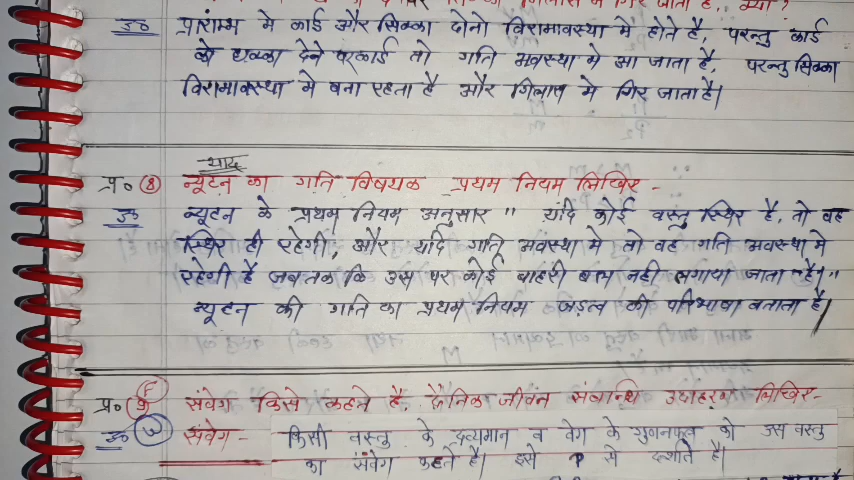 गिलास में गिर जाता है, क्यों?
उ० प्रारम्भ मे कार्ड और सिक्का दोनो विरामावस्था में होते है, परन्तु कार्ड
को धक्का देने पर कार्ड तो गति अवस्था मे आ जाता है, परन्तु सिक्का
विरामावस्था मे बना रहता है और गिलास मे गिर जाता है।
प्र० (8) न्यूटन का गति विषयक प्रथम नियम लिखिए -
उ० न्यूटन के प्रथम नियम अनुसार " यदि कोई वस्तु स्थिर है, तो वह
स्थिर ही रहेगी, और यदि गति अवस्था मे तो वह गति अवस्था मे
रहेगी है जब तक कि उस पर कोई बाहरी बल नही लगाया जाता है।"
न्यूटन की गति का प्रथम नियम जड़त्व की परिभाषा बताता है।
प्र० (9) संवेग किसे कहते है, दैनिक जीवन संबान्धि उदाहरण लिखिए -
उ० संवेग - किसी वस्तु के द्रव्यमान व वेग के गुणनफल को उस वस्तु
का संवेग कहते है। इसे P से दर्शाते है।